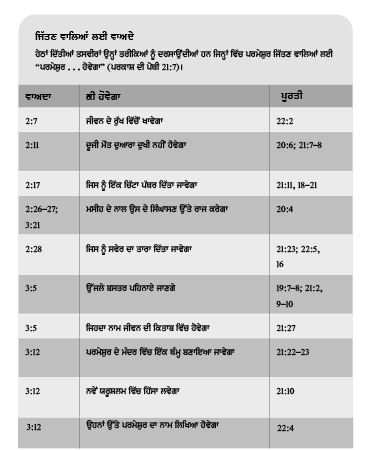 ਜਿੱਤਣ ਵਾਲਿਆਂ ਲਈ ਵਾਅਦੇ
ਹੇਠਾਂ ਦਿੱਤੀਆਂ ਤਸਵੀਰਾਂ ਉਨ੍ਹਾਂ ਤਰੀਕਿਆਂ ਨੂੰ ਦਰਸਾਉਂਦੀਆਂ ਹਨ ਜਿਨ੍ਹਾਂ ਵਿੱਚ ਪਰਮੇਸ਼ੁਰ ਜਿੱਤਣ ਵਾਲਿਆਂ ਲਈ
“ਪਰਮੇਸ਼ੁਰ . . . ਹੋਵੇਗਾ” (ਪਰਕਾਸ਼ ਦੀ ਪੋਥੀ 21:7)।
ਵਾਅਦਾ ਕੀ ਹੋਵੇਗਾ ਪੂਰਤੀ
2:7 ਜੀਵਨ ਦੇ ਰੁੱਖ ਵਿੱਚੋਂ ਖਾਵੇਗਾ 22:2
2:11 ਦੂਜੀ ਮੌਤ ਦੁਆਰਾ ਦੁਖੀ ਨਹੀਂ ਹੋਵੇਗਾ 20:6; 21:7–8
2:17 ਜਿਸ ਨੂੰ ਇੱਕ ਚਿੱਟਾ ਪੱਥਰ ਦਿੱਤਾ ਜਾਵੇਗਾ 21:11, 18–21
2:26–27; ਮਸੀਹ ਦੇ ਨਾਲ ਉਸ ਦੇ ਸਿੰਘਾਸਣ ਉੱਤੇ ਰਾਜ ਕਰੇਗਾ 20:4
3:21
2:28 ਜਿਸ ਨੂੰ ਸਵੇਰ ਦਾ ਤਾਰਾ ਦਿੱਤਾ ਜਾਵੇਗਾ 21:23; 22:5,
16
3:5 ਉੱਜਲੇ ਬਸਤਰ ਪਹਿਨਾਏ ਜਾਣਗੇ 19:7–8; 21:2,
9–10
3:5 ਜਿਹਦਾ ਨਾਮ ਜੀਵਨ ਦੀ ਕਿਤਾਬ ਵਿੱਚ ਹੋਵੇਗਾ 21:27
3:12 ਪਰਮੇਸ਼ੁਰ ਦੇ ਮੰਦਰ ਵਿੱਚ ਇੱਕ ਥੰਮ੍ਹ ਬਣਾਇਆ ਜਾਵੇਗਾ 21:22–23
3:12 ਨਵੇਂ ਯਰੂਸ਼ਲਮ ਵਿੱਚ ਹਿੱਸਾ ਲਵੇਗਾ 21:10
3:12 ਉਹਨਾਂ ਉੱਤੇ ਪਰਮੇਸ਼ੁਰ ਦਾ ਨਾਮ ਲਿਖਿਆ ਹੋਵੇਗਾ 22:4